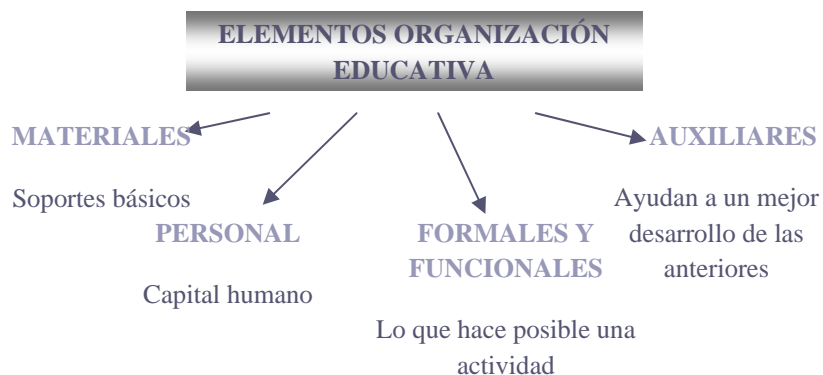 ELEMENTOS ORGANIZACIÓN
EDUCATIVA
MATERIALES
Soportes básicos
PERSONAL
Capital humano
FORMALES Y
FUNCIONALES
Lo que hace posible una
actividad
AUXILIARES
Ayudan a un mejor
desarrollo de las
anteriores